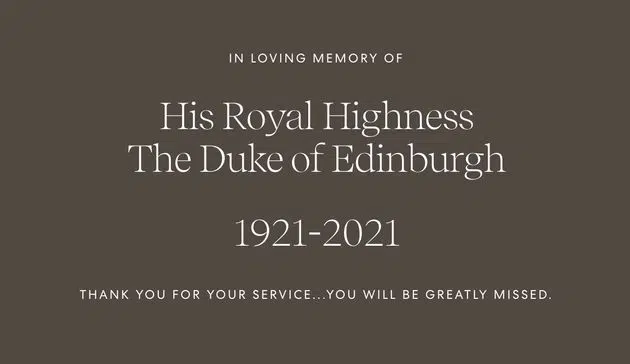 IN LOVING MEMORY OF
His Royal Highness
The Duke of Edinburgh
1921-2021
THANK YOU FOR YOUR SERVICE...YOU WILL BE GREATLY MISSED.